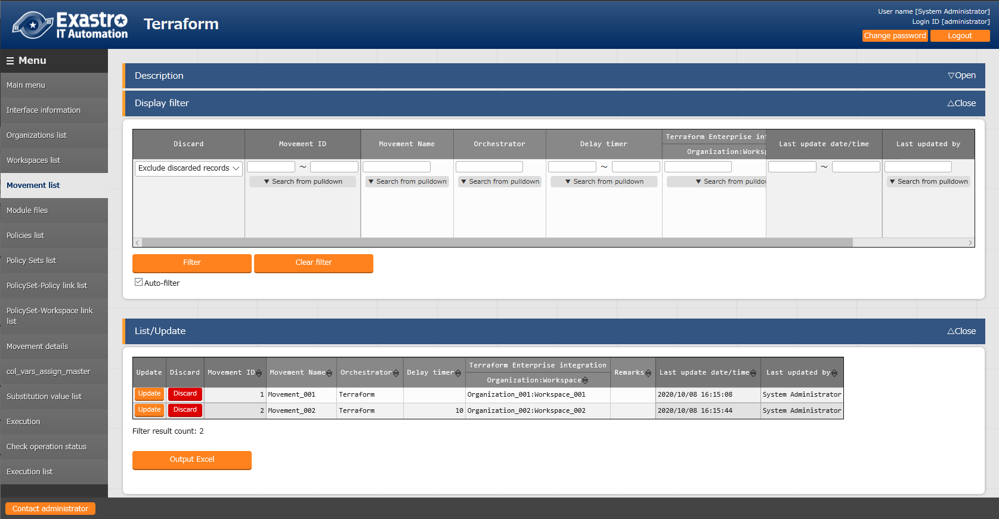 Exastro
IT Automation
Terraform
User name [System Administrator]
Login ID [administrator]
Change password
Logout
☰ Menu
Main menu
Interface information
Organizations list
Workspaces list
Movement list
Module files
Policies list
Policy Sets list
PolicySet-Policy link list
PolicySet-Workspace link
list
Movement details
col_vars_assign_master
Substitution value list
Execution
Check operation status
Execution list
Contact administrator
Description
▽Open
Display filter
△Close
Discard
Movement ID
Movement Name
Orchestrator
Delay timer
Terraform Enterprise in
Organization:Works
Last update date/time
Last updated by
Exclude discarded records
~
~
~
▼ Search from pulldown
▼ Search from pulldown
▼ Search from pulldown
▼ Search from pulldown
▼ Search from pulldo
▼ Search from pulldown
Filter
Clear filter
Auto-filter
List/Update
△Close
Update
Discard
Movement ID
Movement Name
Orchestrator
Delay timer
Terraform Enterprise integration
Organization:Workspace
Remarks
Last update date/time
Last updated by
Update Discard 1 Movement_001 Terraform Organization_001:Workspace_001 2020/10/08 16:15:08 System Administrator
Update Discard 2 Movement_002 Terraform 10 Organization_002:Workspace_002 2020/10/08 16:15:44 System Administrator
Filter result count: 2
Output Excel